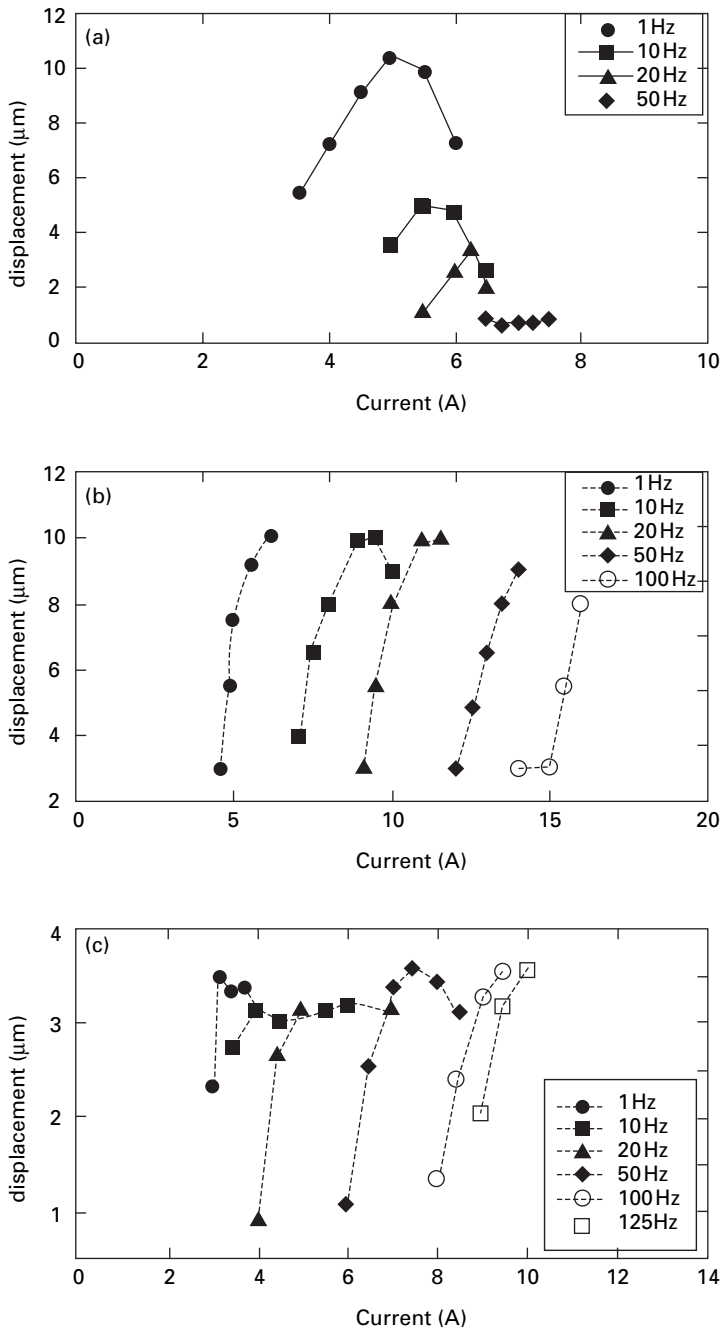 (a)
12
10
8
6
4
2
0
displacement (μm)
1 Hz
10 Hz
20 Hz
50 Hz
0 2 4 6 8 10
Current (A)
(b)
12
10
8
6
4
2
displacement (μm)
1 Hz
10 Hz
20 Hz
50 Hz
100 Hz
0 5 10 15 20
Current (A)
(c)
4
3
2
1
displacement (μm)
1 Hz
10 Hz
20 Hz
50 Hz
100 Hz
125Hz
0 2 4 6 8 10 12 14
Current (A)